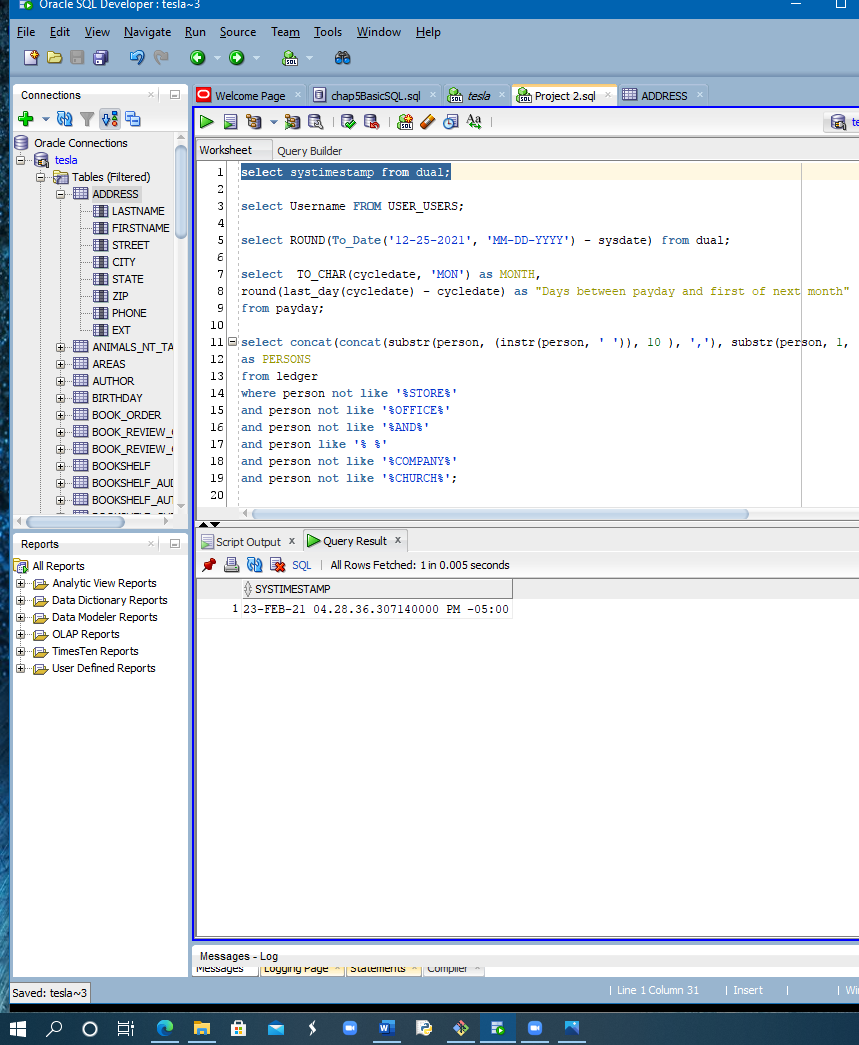 Oracle SQL Developer : tesla~3
File Edit View Navigate Run Source Team Tools Window Help
Connections
Oracle Connections
tesla
Tables (Filtered)
ADDRESS
LASTNAME
FIRSTNAME
STREET
CITY
STATE
ZIP
PHONE
EXT
ANIMALS_NT_TA
AREAS
AUTHOR
BIRTHDAY
BOOK_ORDER
BOOK_REVIEW_
BOOK_REVIEW_
BOOKSHELF
BOOKSHELF_AUD
BOOKSHELF_AUT
Reports
All Reports
Analytic View Reports
Data Dictionary Reports
Data Modeler Reports
OLAP Reports
TimesTen Reports
User Defined Reports
Welcome Page chap5BasicSQL.sql tesla Project 2.sql ADDRESS
te
Worksheet Query Builder
1 select systimestamp from dual;
2
3 select Username FROM USER_USERS;
4
5 select ROUND(To_Date('12-25-2021', 'MM-DD-YYYY') - sysdate) from dual;
6
7 select  TO_CHAR(cycledate, 'MON') as MONTH,
8 round(last_day(cycledate) - cycledate) as "Days between payday and first of next month"
9 from payday;
10
11 select concat(concat(substr(person, (instr(person, ' ')), 10 ), ','), substr(person, 1,
12 as PERSONS
13 from ledger
14 where person not like '%STORE%'
15 and person not like '%OFFICE%'
16 and person not like '%AND%'
17 and person like '% %'
18 and person not like '%COMPANY%'
19 and person not like '%CHURCH%';
20
Script Output x Query Result x
SQL | All Rows Fetched: 1 in 0.005 seconds
SYSTIMESTAMP
1 23-FEB-21 04.28.36.307140000 PM -05:00
Messages - Log
Messages Logging Page Statements Compiler
Saved: tesla~3
| Line 1 Column 31 | Insert | | Wi